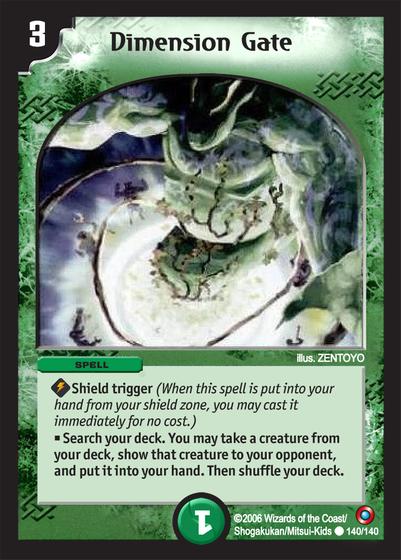 3
Dimension Gate
illus. ZENTOYO
SPELL
Shield trigger (When this spell is put into your
hand from your shield zone, you may cast it
immediately for no cost.)
▪ Search your deck. You may take a creature from
your deck, show that creature to your opponent,
and put it into your hand. Then shuffle your deck.
1
©2006 Wizards of the Coast/
Shogakukan/Mitsui-Kids ● 140/140